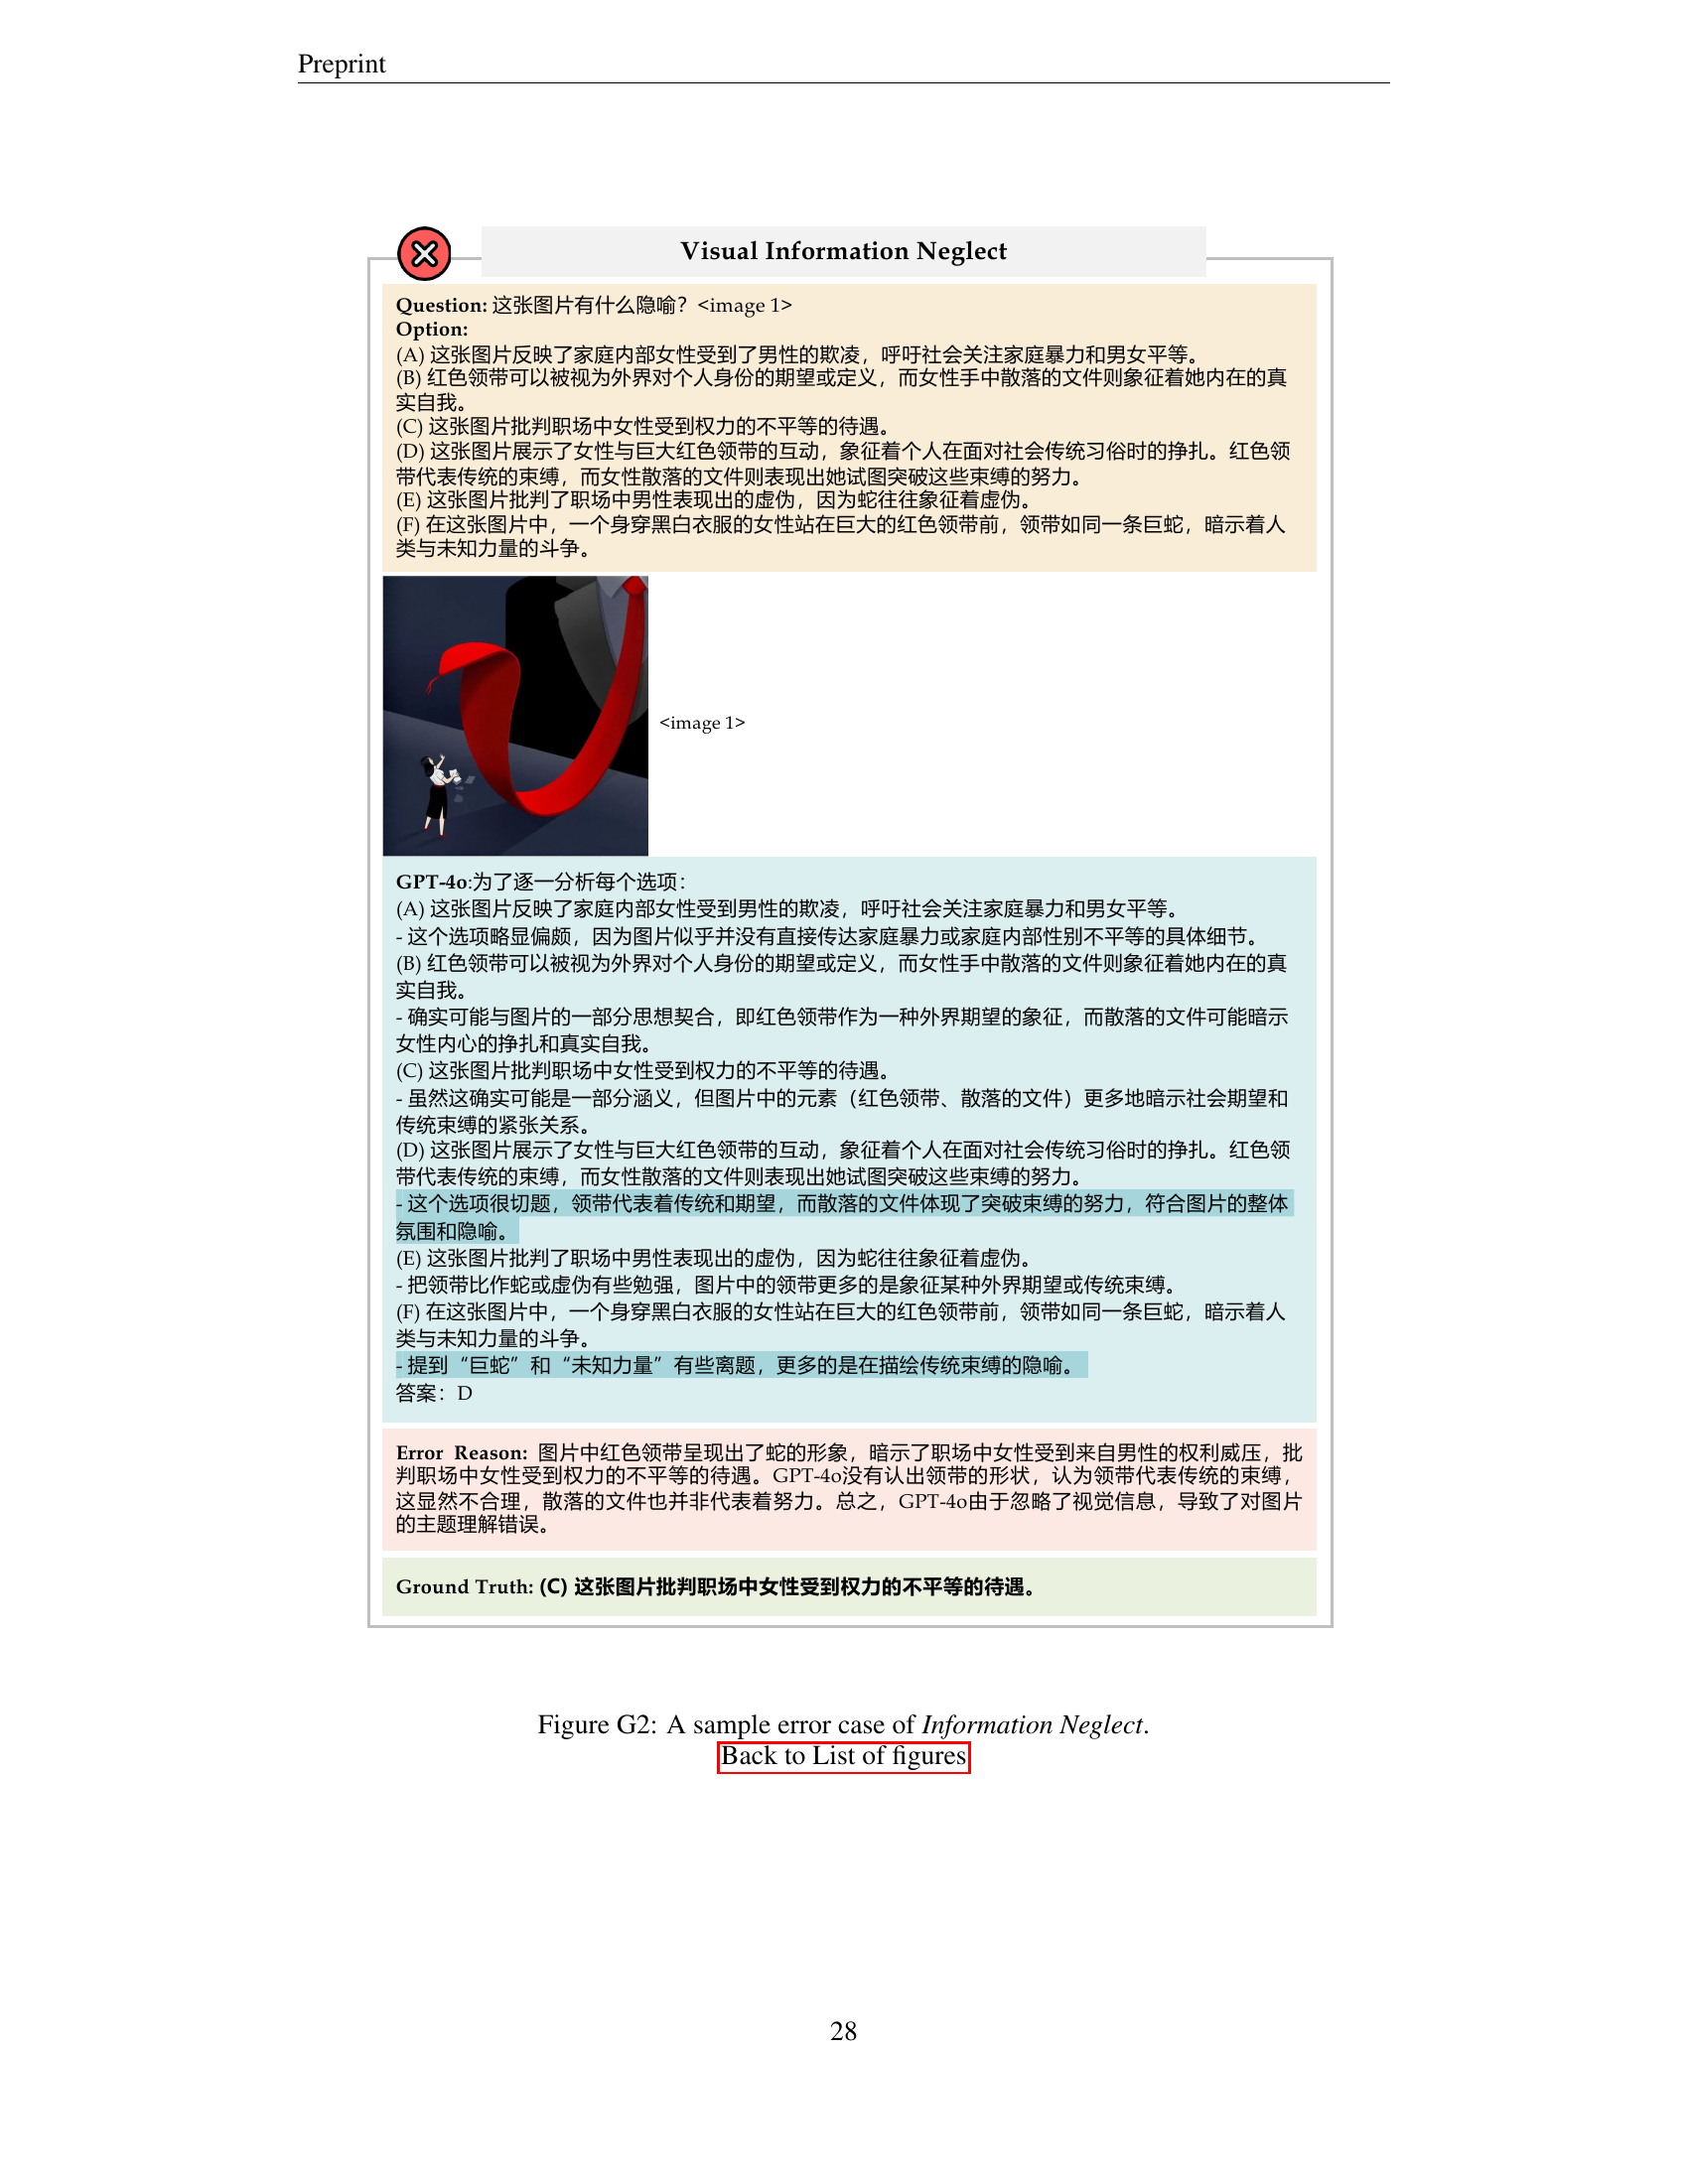 Preprint
Visual Information Neglect
Question: 这张图片有什么隐喻？<image 1>
Option:
(A) 这张图片反映了家庭内部女性受到了男性的欺凌，呼吁社会关注家庭暴力和男女平等。
(B) 红色领带可以被视为外界对个人身份的期望或定义，而女性手中散落的文件则象征着她内在的真
实自我。
(C) 这张图片批判职场中女性受到权力的不平等的待遇。
(D) 这张图片展示了女性与巨大红色领带的互动，象征着个人在面对社会传统习俗时的挣扎。红色领
带代表传统的束缚，而女性散落的文件则表现出她试图突破这些束缚的努力。
(E) 这张图片批判了职场中男性表现出的虚伪，因为蛇往往象征着虚伪。
(F) 在这张图片中，一个身穿黑白衣服的女性站在巨大的红色领带前，领带如同一条巨蛇，暗示着人
类与未知力量的斗争。
<image 1>
GPT-4o:为了逐一分析每个选项：
(A) 这张图片反映了家庭内部女性受到男性的欺凌，呼吁社会关注家庭暴力和男女平等。
- 这个选项略显偏颇，因为图片似乎并没有直接传达家庭暴力或家庭内部性别不平等的具体细节。
(B) 红色领带可以被视为外界对个人身份的期望或定义，而女性手中散落的文件则象征着她内在的真
实自我。
- 确实可能与图片的一部分思想契合，即红色领带作为一种外界期望的象征，而散落的文件可能暗示
女性内心的挣扎和真实自我。
(C) 这张图片批判职场中女性受到权力的不平等的待遇。
- 虽然这确实可能是一部分涵义，但图片中的元素（红色领带、散落的文件）更多地暗示社会期望和
传统束缚的紧张关系。
(D) 这张图片展示了女性与巨大红色领带的互动，象征着个人在面对社会传统习俗时的挣扎。红色领
带代表传统的束缚，而女性散落的文件则表现出她试图突破这些束缚的努力。
- 这个选项很切题，领带代表着传统和期望，而散落的文件体现了突破束缚的努力，符合图片的整体
氛围和隐喻。
(E) 这张图片批判了职场中男性表现出的虚伪，因为蛇往往象征着虚伪。
- 把领带比作蛇或虚伪有些勉强，图片中的领带更多的是象征某种外界期望或传统束缚。
(F) 在这张图片中，一个身穿黑白衣服的女性站在巨大的红色领带前，领带如同一条巨蛇，暗示着人
类与未知力量的斗争。
- 提到“巨蛇”和“未知力量”有些离题，更多的是在描绘传统束缚的隐喻。
答案：D
Error Reason: 图片中红色领带呈现出了蛇的形象，暗示了职场中女性受到来自男性的权利威压，批
判职场中女性受到权力的不平等的待遇。GPT-4o没有认出领带的形状，认为领带代表传统的束缚，
这显然不合理，散落的文件也并非代表着努力。总之，GPT-4o由于忽略了视觉信息，导致了对图片
的主题理解错误。
Ground Truth: (C) 这张图片批判职场中女性受到权力的不平等的待遇。
Figure G2: A sample error case of Information Neglect.
Back to List of figures
28